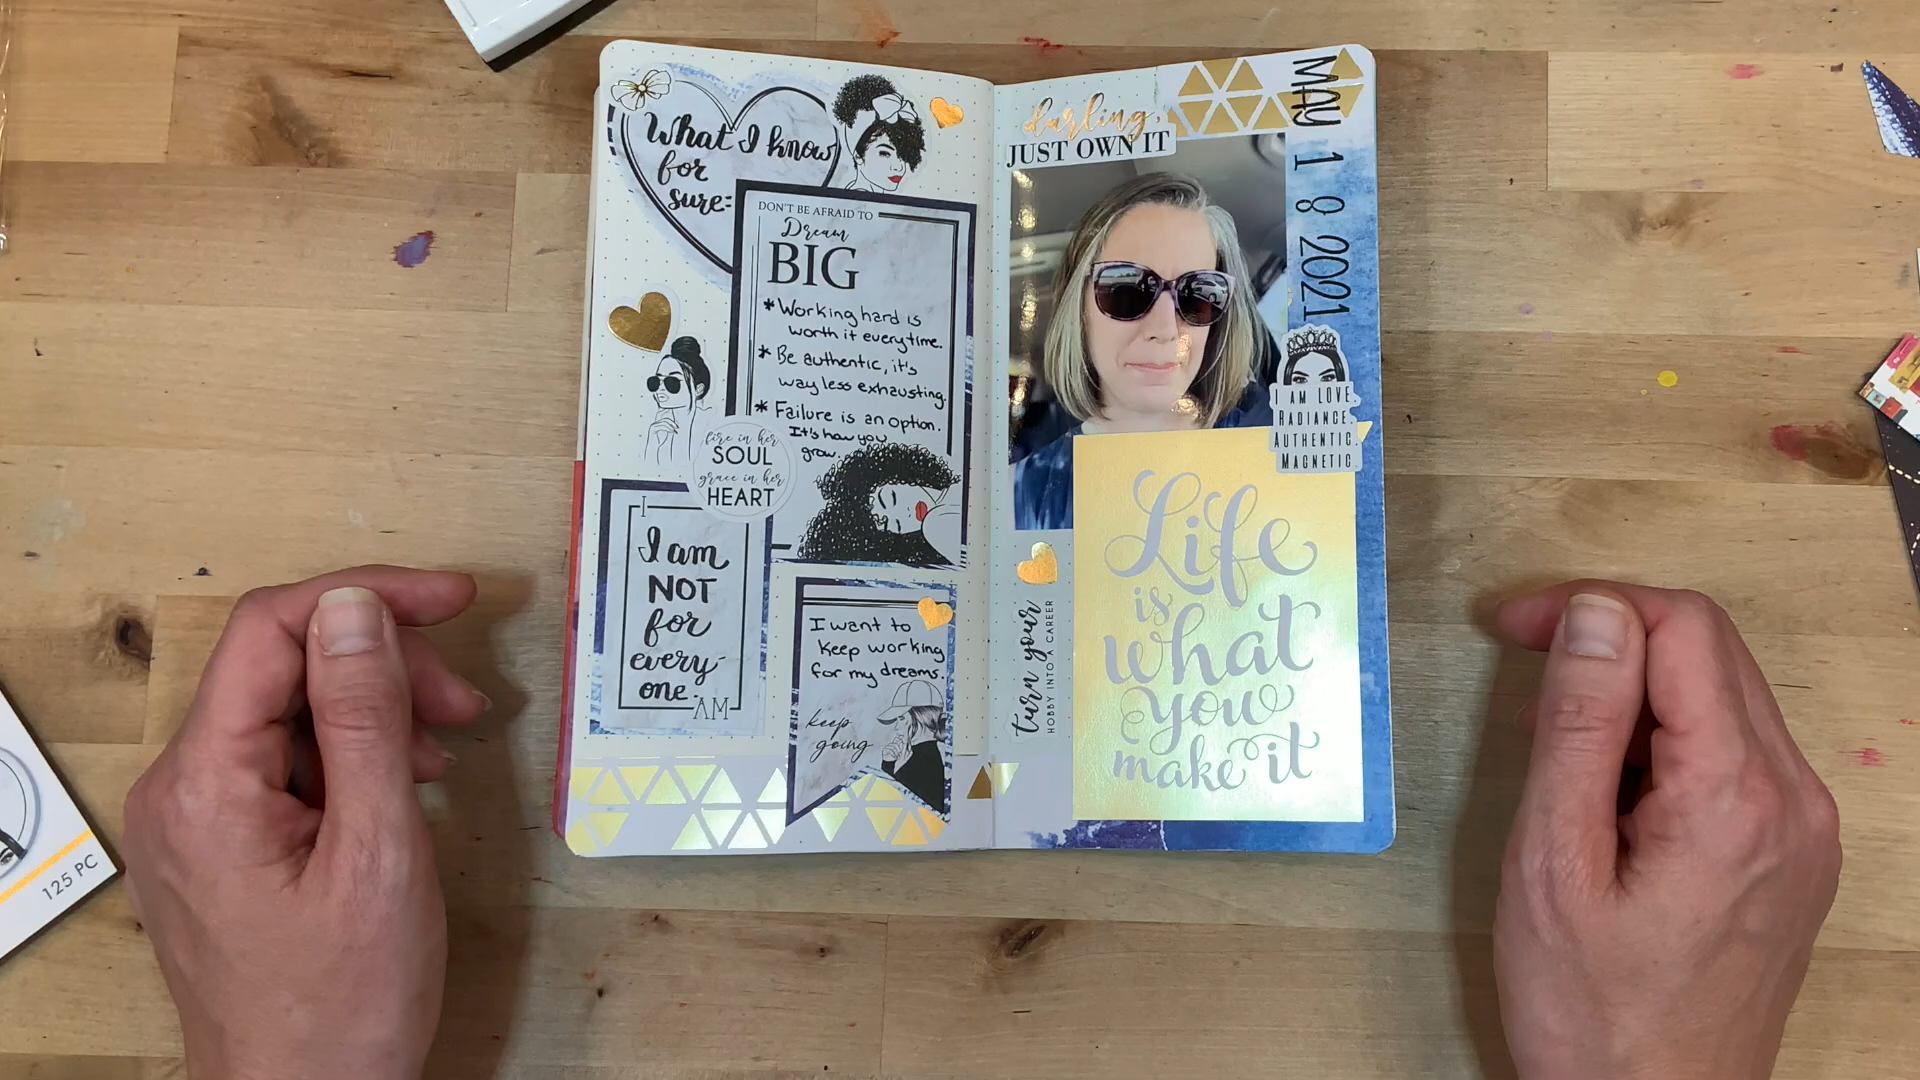 What I know
for
sure:
DON'T BE AFRAID TO
Dream
BIG
*Working hard is
worth it everytime.
* Be authentic, it's
way less exhausting.
* Failure is an option.
It's how you
grow.
fire in her
SOUL
grace in her
HEART
I
I am
NOT
for
every-
one.
AM
I want to
keep working
for my dreams.
keep
going
darling,
JUST OWN IT
MAY 18 2021
I AM LOVE.
RADIANCE.
AUTHENTIC.
MAGNETIC.
turn your
HOBBY INTO A CAREER
Life
is
what
you
make it
125 PC